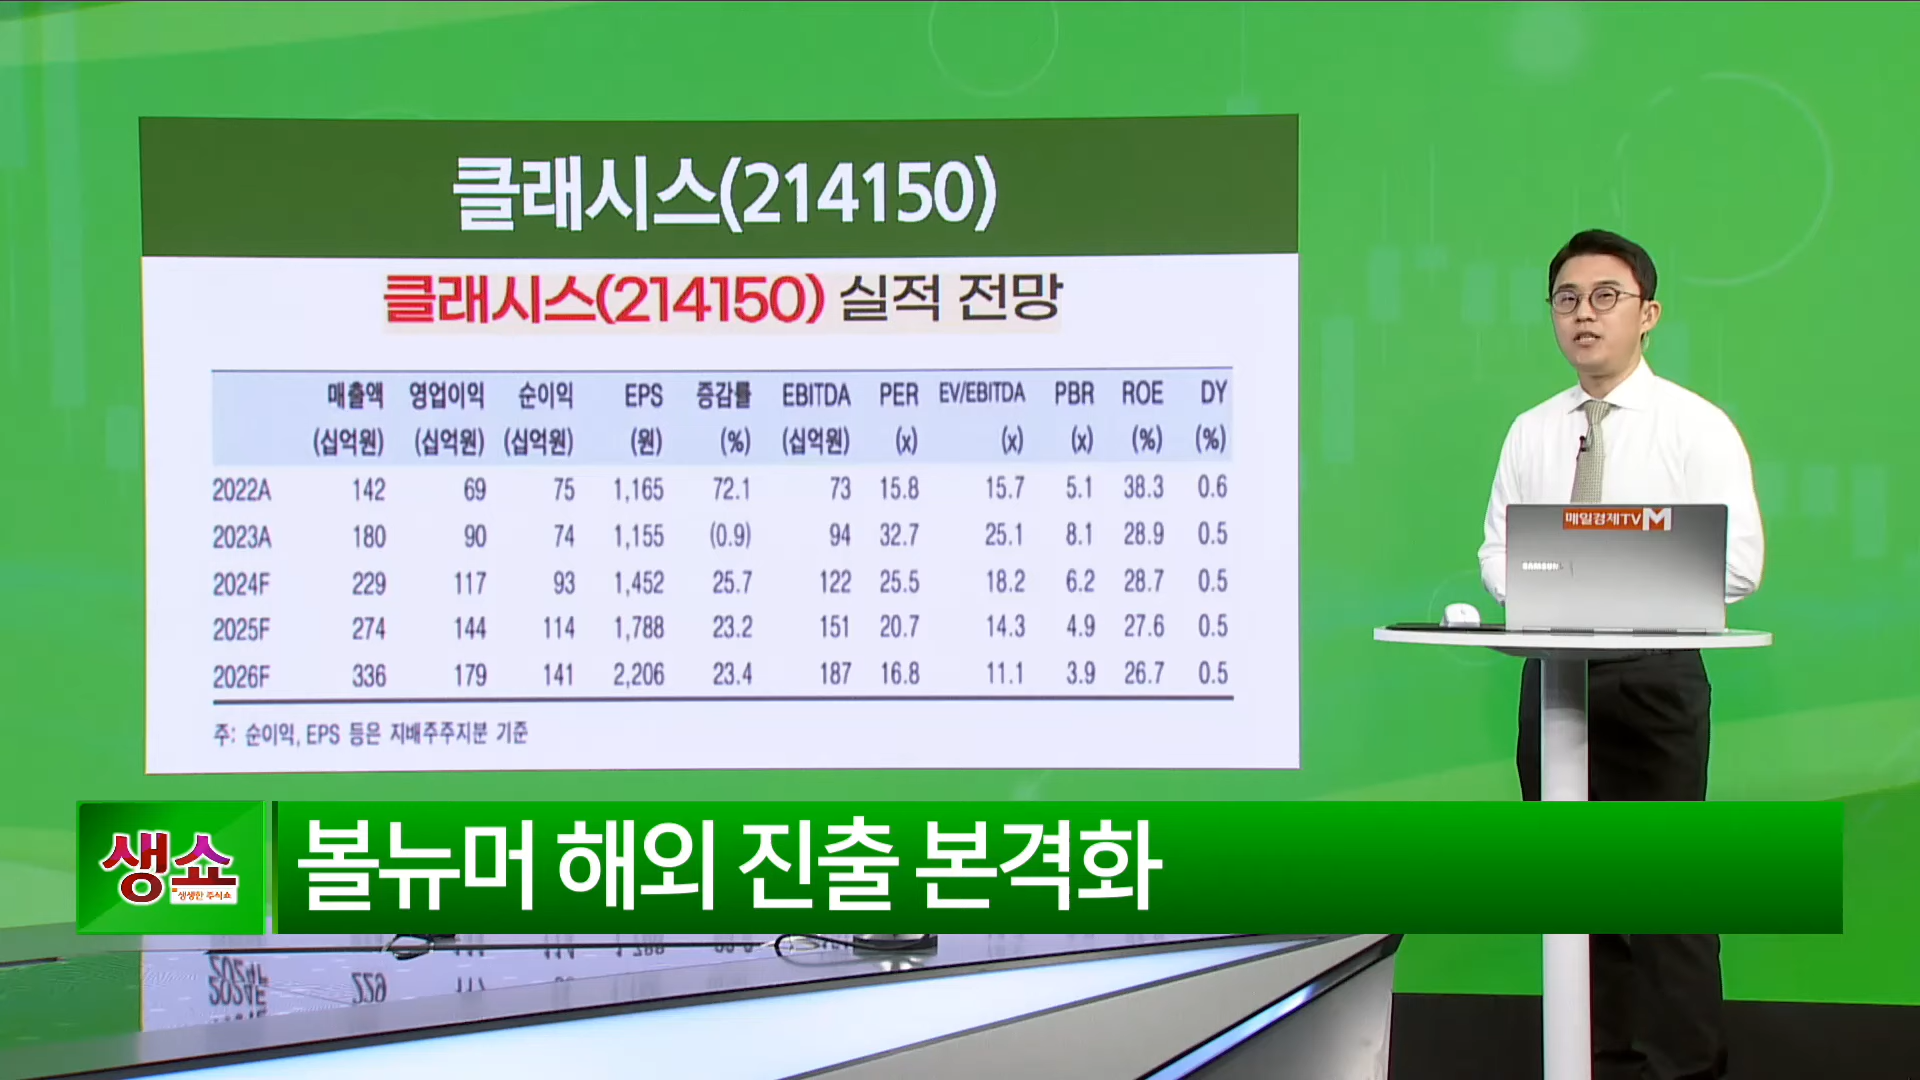 클래시스(214150)
클래시스(214150) 실적 전망
매출액 영업이익 순이익 EPS 증감률 EBITDA PER EV/EBITDA PBR ROE DY
(십억원) (십억원) (십억원) (원) (%) (십억원) (x) (x) (x) (%) (%)
2022A 142 69 75 1,165 72.1 73 15.8 15.7 5.1 38.3 0.6
2023A 180 90 74 1,155 (0.9) 94 32.7 25.1 8.1 28.9 0.5
2024F 229 117 93 1,452 25.7 122 25.5 18.2 6.2 28.7 0.5
2025F 274 144 114 1,788 23.2 151 20.7 14.3 4.9 27.6 0.5
2026F 336 179 141 2,206 23.4 187 16.8 11.1 3.9 26.7 0.5
주: 순이익, EPS 등은 지배주주지분 기준
매일경제TV M
SAMSUNG
생쇼
생생한 주식쇼
볼뉴머 해외 진출 본격화